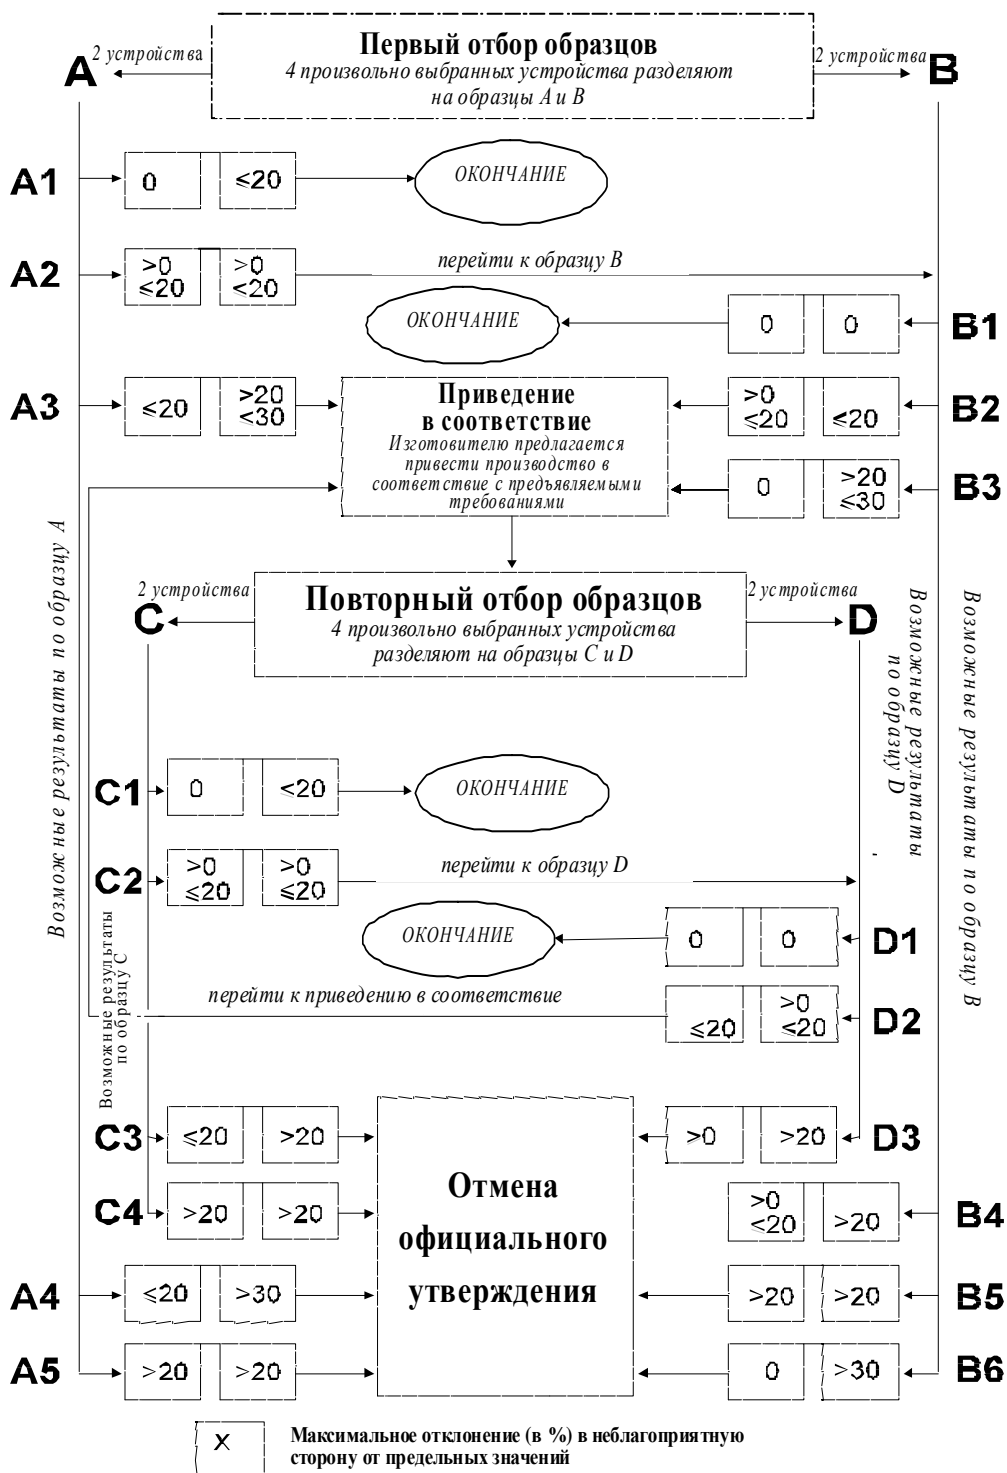 Первый отбор образцов
4 произвольно выбранных устройства разделяют
на образцы А и В
2 устройства
2 устройства
A
B
A1
0
≤20
ОКОНЧАНИЕ
A2
>0
≤20
>0
≤20
перейти к образцу В
ОКОНЧАНИЕ
0
0
B1
A3
≤20
>20
≤30
Приведение
в соответствие
Изготовителю предлагается
привести производство в
соответствие с предъявляемыми
требованиями
>0
≤20
≤20
B2
0
>20
≤30
B3
Возможные результаты по образцу А
2 устройства
2 устройства
C
Повторный отбор образцов
4 произвольно выбранных устройства
разделяют на образцы С и D
D
Возможные результаты
по образцу D
Возможные результаты по образцу В
C1
0
≤20
ОКОНЧАНИЕ
C2
>0
≤20
>0
≤20
перейти к образцу D
ОКОНЧАНИЕ
0
0
D1
Возможные результаты
по образцу С
перейти к приведению в соответствие
≤20
>0
≤20
D2
C3
≤20
>20
Отмена
официального
утверждения
>0
>20
D3
C4
>20
>20
>0
≤20
>20
B4
A4
≤20
>30
>20
>20
B5
A5
>20
>20
0
>30
B6
X
Максимальное отклонение (в %) в неблагоприятную
сторону от предельных значений